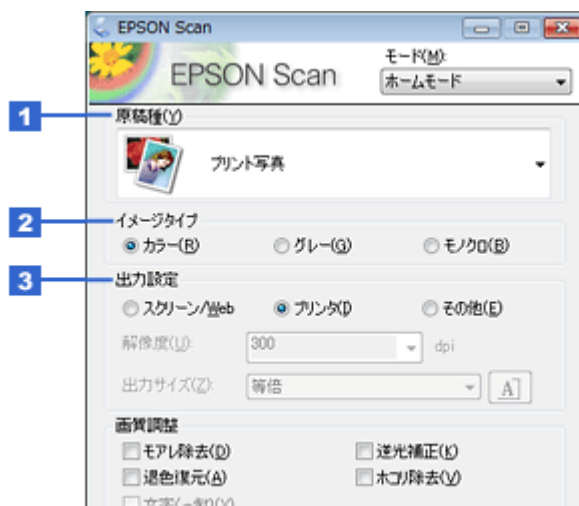 EPSON Scan
EPSON Scan
モード(M):
ホームモード
1
原稿種(Y)
プリント写真
2
イメージタイプ
カラー(R) グレー(G) モノクロ(B)
3
出力設定
スクリーン/Web プリンタ(I) その他(E)
解像度(U): 300 dpi
出力サイズ(Z): 等倍 A
画質調整
モアレ除去(D) 逆光補正(K)
退色復元(A) ホコリ除去(V)